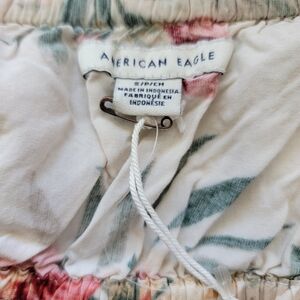 AMERICAN EAGLE
S/P/CH
MADE IN INDONESIA
FABRIQUÉ EN
INDONÉSIE